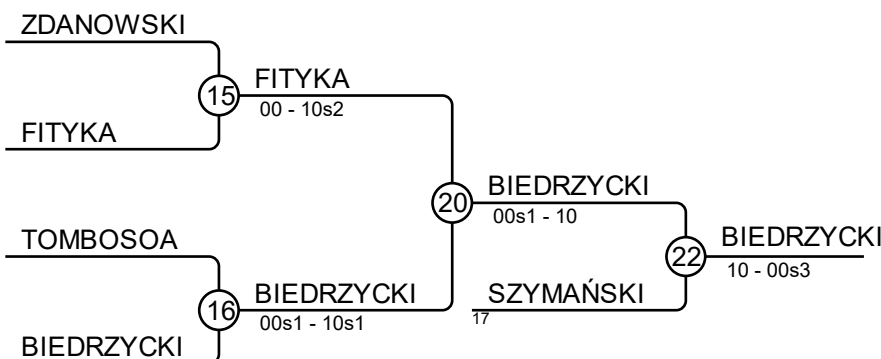 ZDANOWSKI
15
FITYKA
00 - 10s2
FITYKA
20
BIEDRZYCKI
00s1 - 10
TOMBOSOA
22
BIEDRZYCKI
10 - 00s3
16
BIEDRZYCKI
00s1 - 10s1
SZYMAŃSKI
17
BIEDRZYCKI